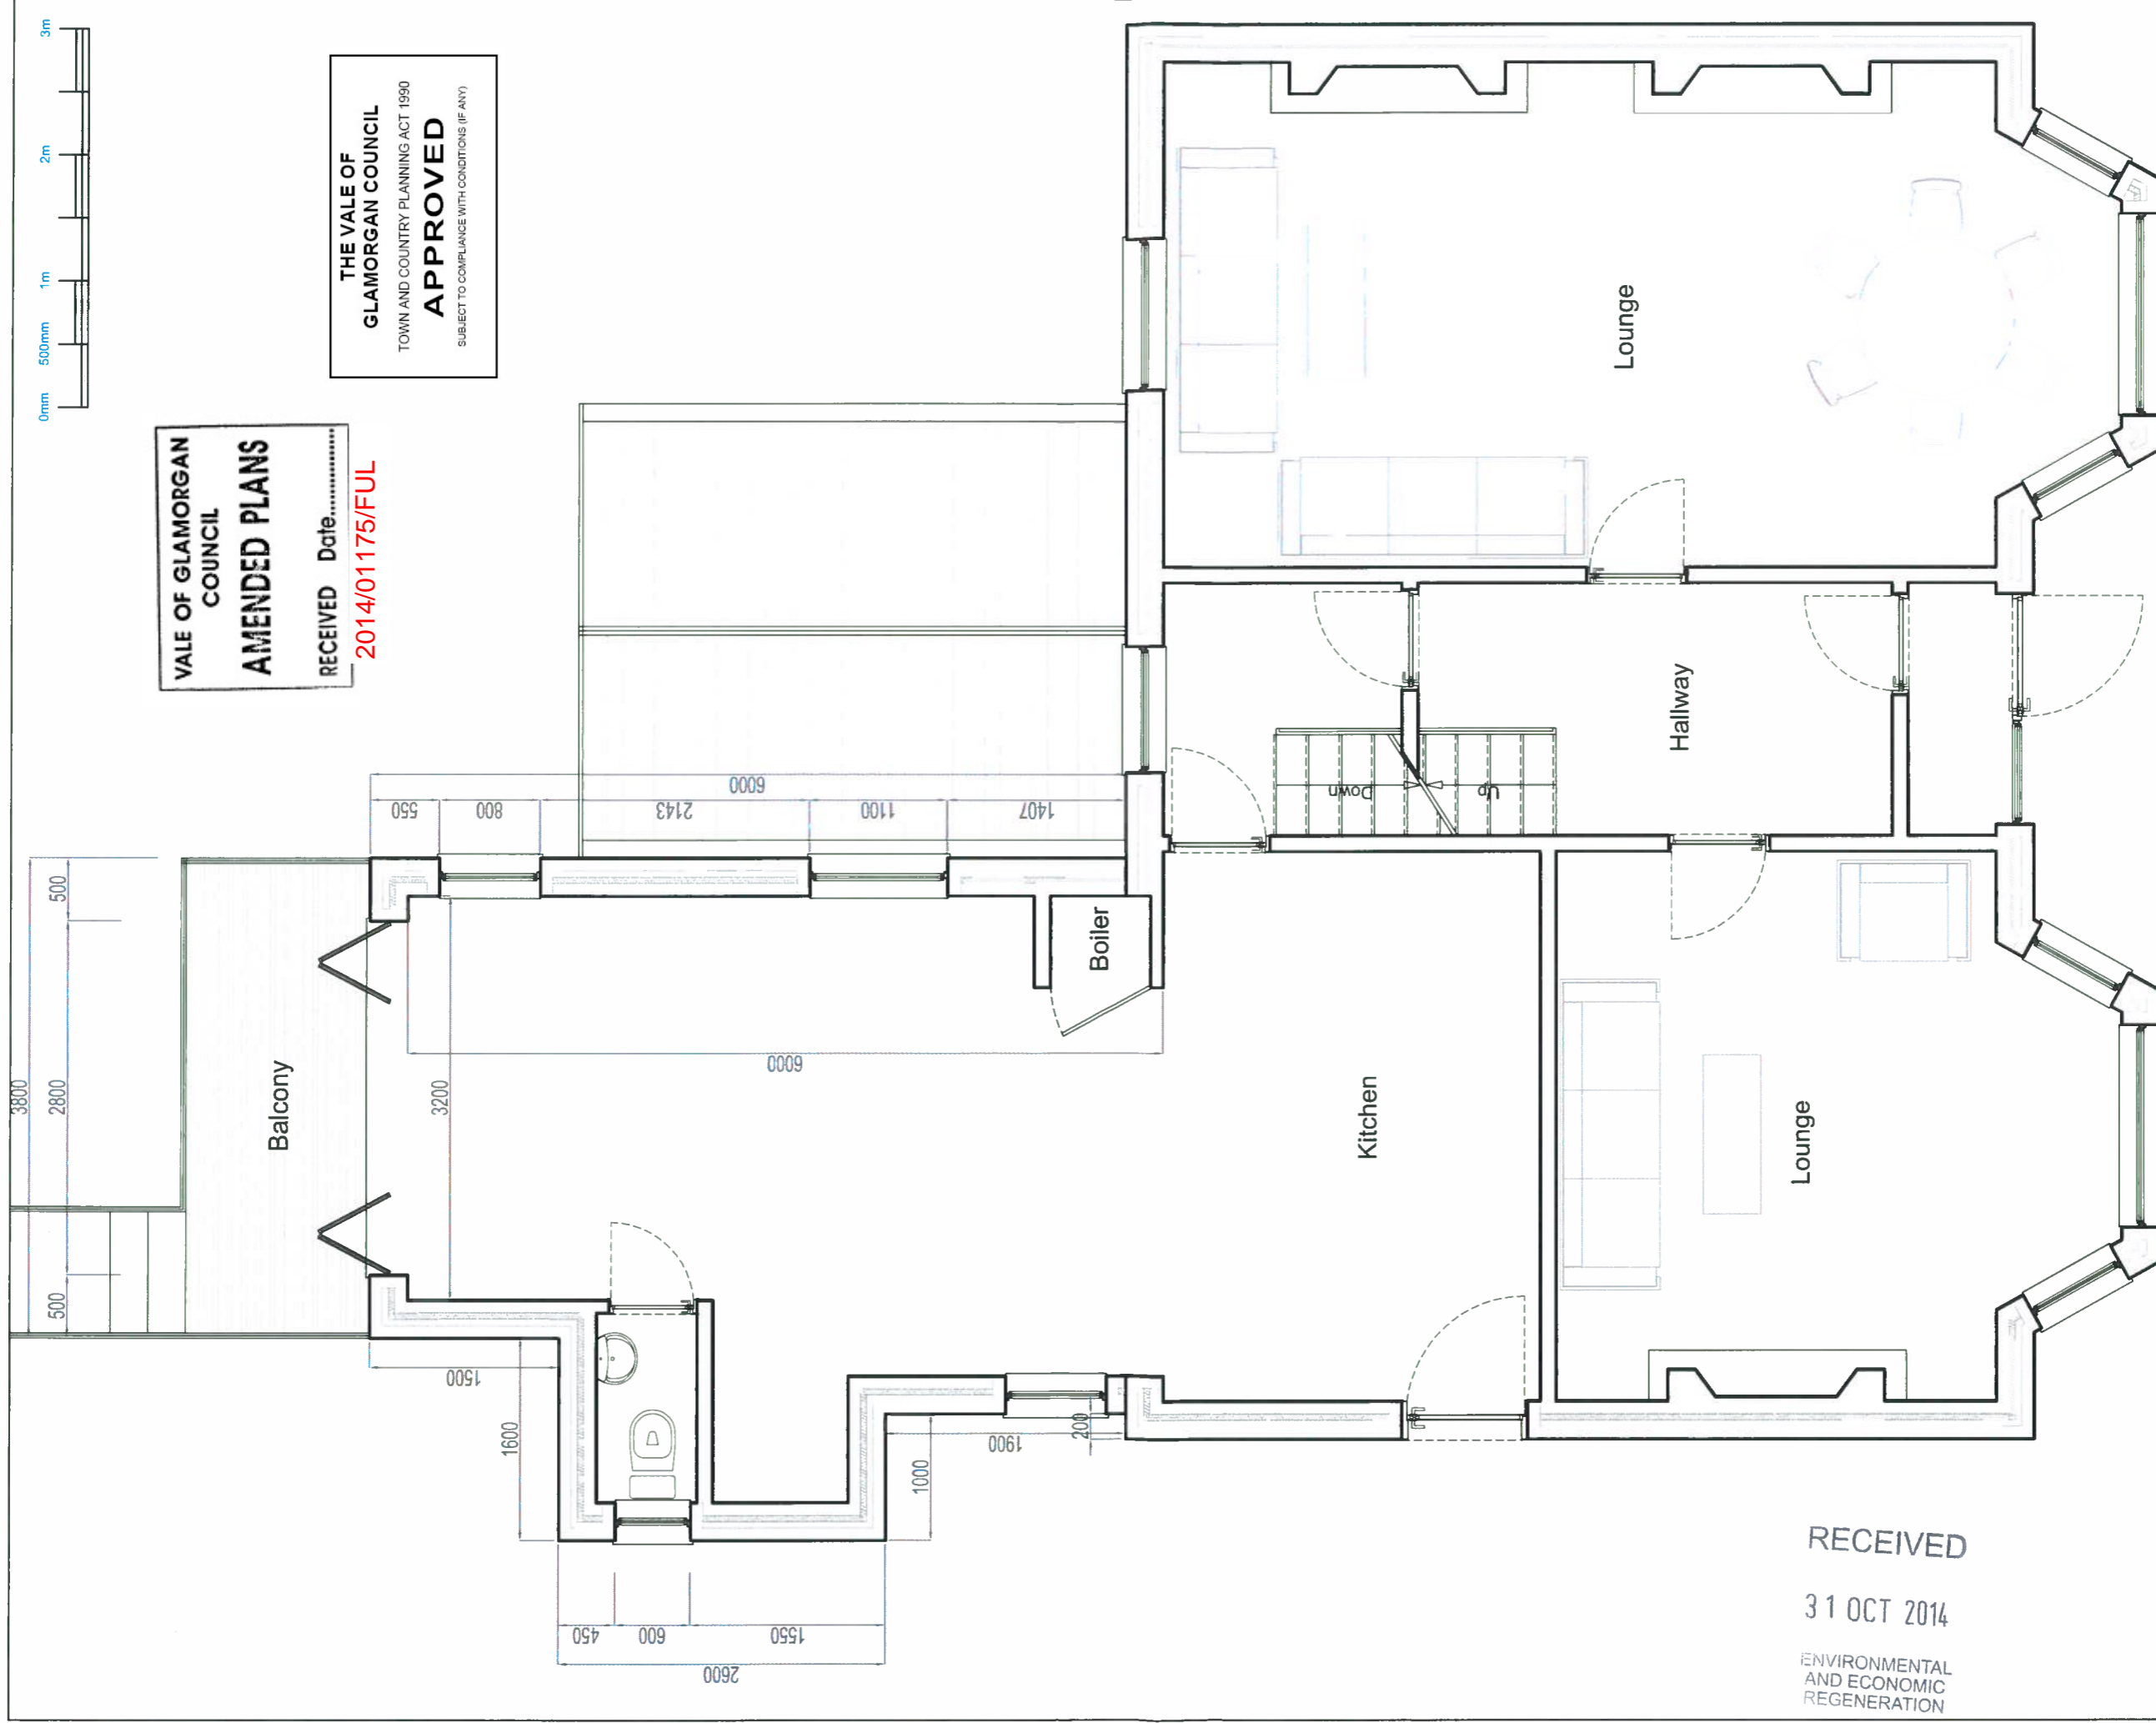 0mm 500mm 1m 2m 3m
THE VALE OF
GLAMORGAN COUNCIL
TOWN AND COUNTRY PLANNING ACT 1990
APPROVED
SUBJECT TO COMPLIANCE WITH CONDITIONS (IF ANY)
VALE OF GLAMORGAN
COUNCIL
AMENDED PLANS
RECEIVED Date..............
2014/01175/FUL
3800
500
2800
500
Balcony
550
800
2143
1100
1407
6000
3200
6000
Boiler
Kitchen
1500
1600
1000
1900
200
450
600
1550
2600
Down
Up
Hallway
Lounge
Lounge
RECEIVED
31 OCT 2014
ENVIRONMENTAL
AND ECONOMIC
REGENERATION